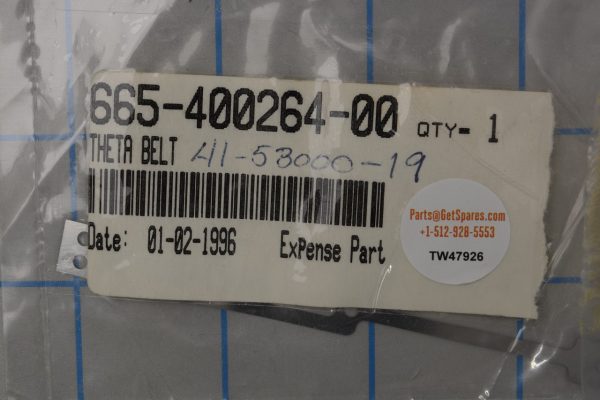 665-400264-00 QTY- 1
THETA BELT 41-53000-19
Date: 01-02-1996 ExPense Part
Parts@GetSpares.com
+1-512-928-5553
TW47926